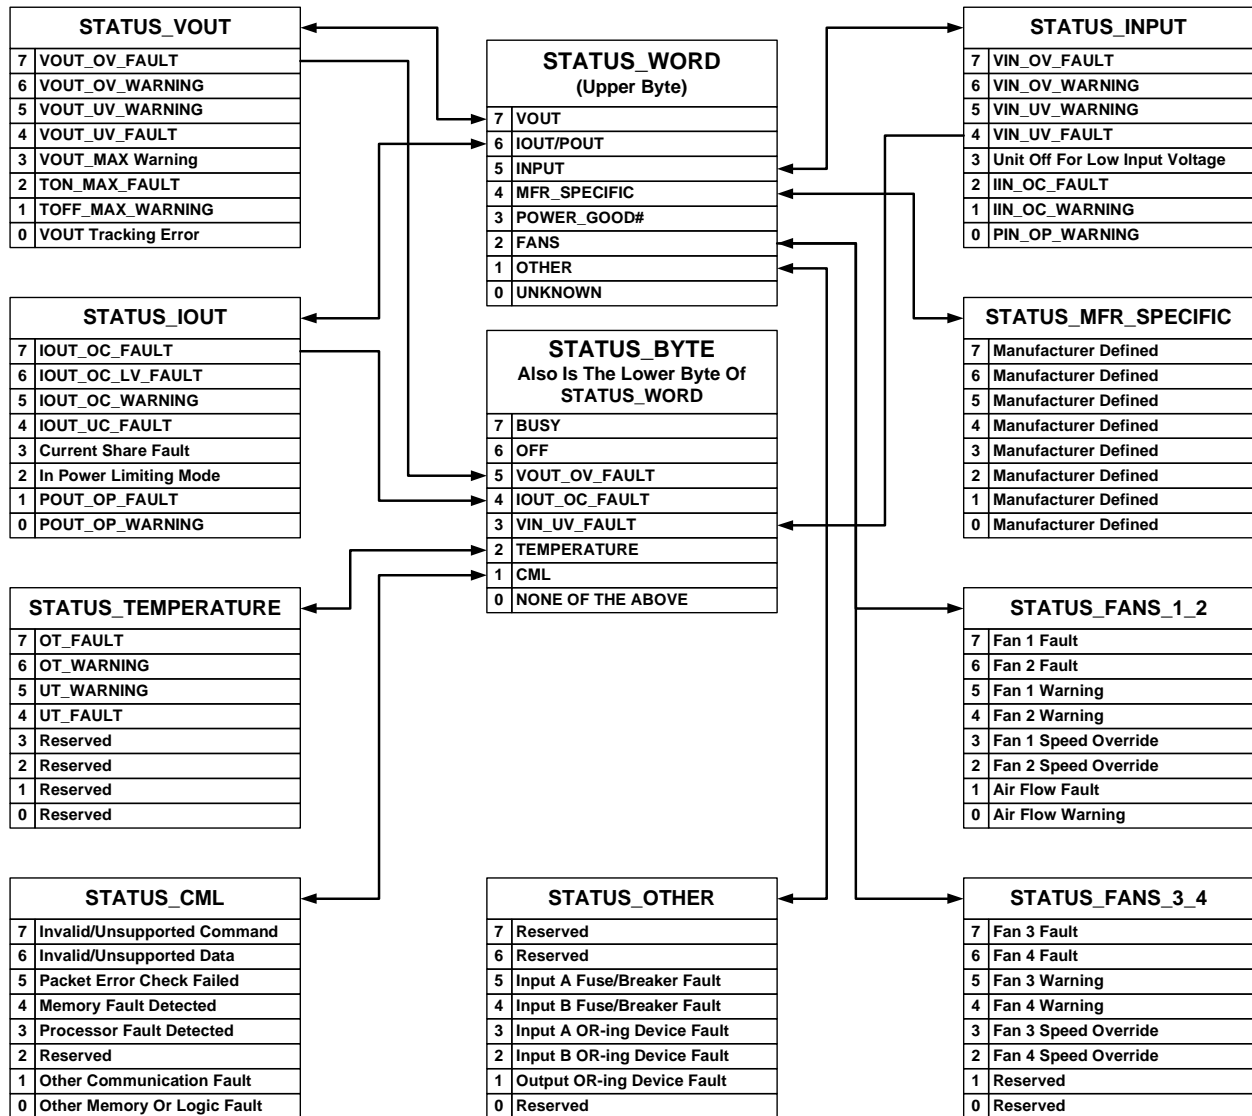 STATUS_VOUT
7 VOUT_OV_FAULT
6 VOUT_OV_WARNING
5 VOUT_UV_WARNING
4 VOUT_UV_FAULT
3 VOUT_MAX Warning
2 TON_MAX_FAULT
1 TOFF_MAX_WARNING
0 VOUT Tracking Error
STATUS_IOUT
7 IOUT_OC_FAULT
6 IOUT_OC_LV_FAULT
5 IOUT_OC_WARNING
4 IOUT_UC_FAULT
3 Current Share Fault
2 In Power Limiting Mode
1 POUT_OP_FAULT
0 POUT_OP_WARNING
STATUS_TEMPERATURE
7 OT_FAULT
6 OT_WARNING
5 UT_WARNING
4 UT_FAULT
3 Reserved
2 Reserved
1 Reserved
0 Reserved
STATUS_CML
7 Invalid/Unsupported Command
6 Invalid/Unsupported Data
5 Packet Error Check Failed
4 Memory Fault Detected
3 Processor Fault Detected
2 Reserved
1 Other Communication Fault
0 Other Memory Or Logic Fault
STATUS_WORD
(Upper Byte)
7 VOUT
6 IOUT/POUT
5 INPUT
4 MFR_SPECIFIC
3 POWER_GOOD#
2 FANS
1 OTHER
0 UNKNOWN
STATUS_BYTE
Also Is The Lower Byte Of
STATUS_WORD
7 BUSY
6 OFF
5 VOUT_OV_FAULT
4 IOUT_OC_FAULT
3 VIN_UV_FAULT
2 TEMPERATURE
1 CML
0 NONE OF THE ABOVE
STATUS_OTHER
7 Reserved
6 Reserved
5 Input A Fuse/Breaker Fault
4 Input B Fuse/Breaker Fault
3 Input A OR-ing Device Fault
2 Input B OR-ing Device Fault
1 Output OR-ing Device Fault
0 Reserved
STATUS_INPUT
7 VIN_OV_FAULT
6 VIN_OV_WARNING
5 VIN_UV_WARNING
4 VIN_UV_FAULT
3 Unit Off For Low Input Voltage
2 IIN_OC_FAULT
1 IIN_OC_WARNING
0 PIN_OP_WARNING
STATUS_MFR_SPECIFIC
7 Manufacturer Defined
6 Manufacturer Defined
5 Manufacturer Defined
4 Manufacturer Defined
3 Manufacturer Defined
2 Manufacturer Defined
1 Manufacturer Defined
0 Manufacturer Defined
STATUS_FANS_1_2
7 Fan 1 Fault
6 Fan 2 Fault
5 Fan 1 Warning
4 Fan 2 Warning
3 Fan 1 Speed Override
2 Fan 2 Speed Override
1 Air Flow Fault
0 Air Flow Warning
STATUS_FANS_3_4
7 Fan 3 Fault
6 Fan 4 Fault
5 Fan 3 Warning
4 Fan 4 Warning
3 Fan 3 Speed Override
2 Fan 4 Speed Override
1 Reserved
0 Reserved